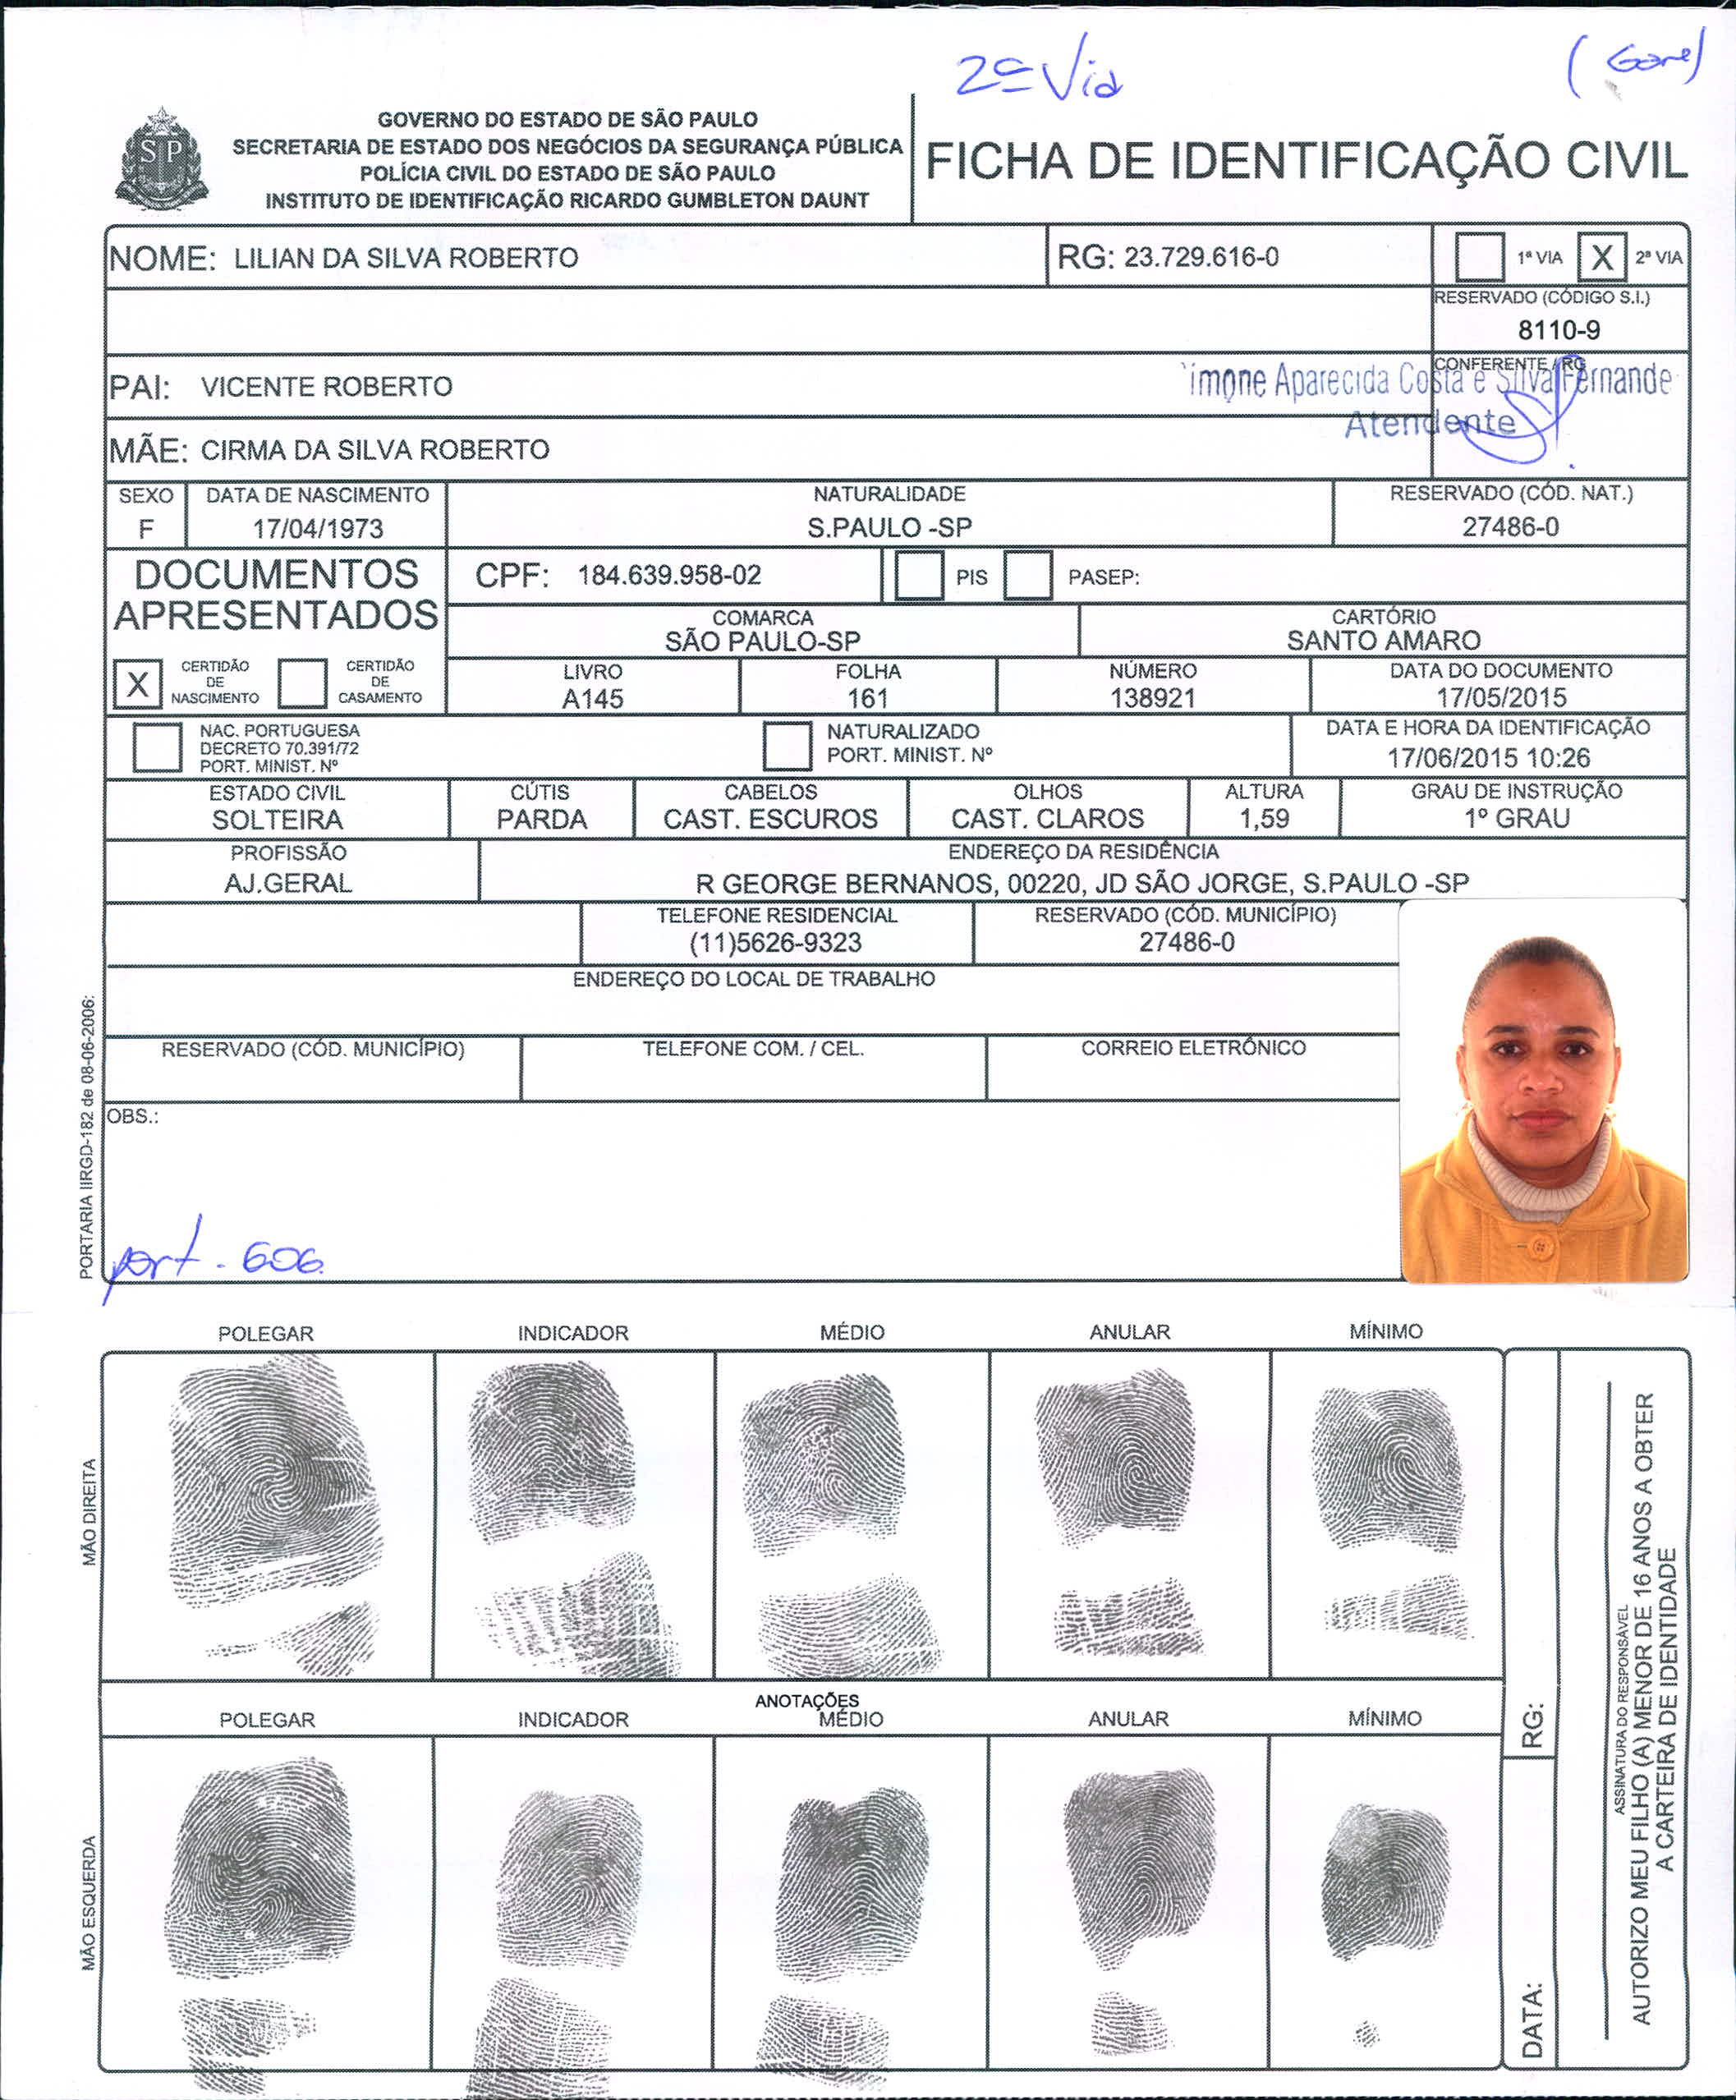 2ª Via
GOVERNO DO ESTADO DE SÃO PAULO
SECRETARIA DE ESTADO DOS NEGÓCIOS DA SEGURANÇA PÚBLICA
POLÍCIA CIVIL DO ESTADO DE SÃO PAULO
INSTITUTO DE IDENTIFICAÇÃO RICARDO GUMBLETON DAUNT
SP
FICHA DE IDENTIFICAÇÃO CIVIL
NOME: LILIAN DA SILVA ROBERTO
RG: 23.729.616-0
1ª VIA X 2ª VIA
RESERVADO (CÓDIGO S.I.)
8110-9
PAI: VICENTE ROBERTO
CONFERENTE / RG
imone Aparecida Costa e Silva Fernande
Atendente
MÃE: CIRMA DA SILVA ROBERTO
SEXO DATA DE NASCIMENTO NATURALIDADE RESERVADO (CÓD. NAT.)
F 17/04/1973 S.PAULO -SP 27486-0
DOCUMENTOS
APRESENTADOS
CPF: 184.639.958-02 PIS PASEP:
COMARCA CARTÓRIO
SÃO PAULO-SP SANTO AMARO
X CERTIDÃO DE NASCIMENTO CERTIDÃO DE CASAMENTO
LIVRO FOLHA NÚMERO DATA DO DOCUMENTO
A145 161 138921 17/05/2015
NAC. PORTUGUESA
DECRETO 70.391/72
PORT. MINIST. Nº
NATURALIZADO
PORT. MINIST. Nº
DATA E HORA DA IDENTIFICAÇÃO
17/06/2015 10:26
ESTADO CIVIL CÚTIS CABELOS OLHOS ALTURA GRAU DE INSTRUÇÃO
SOLTEIRA PARDA CAST. ESCUROS CAST. CLAROS 1,59 1º GRAU
PROFISSÃO ENDEREÇO DA RESIDÊNCIA
AJ.GERAL R GEORGE BERNANOS, 00220, JD SÃO JORGE, S.PAULO -SP
TELEFONE RESIDENCIAL RESERVADO (CÓD. MUNICÍPIO)
(11)5626-9323 27486-0
ENDEREÇO DO LOCAL DE TRABALHO
RESERVADO (CÓD. MUNICÍPIO) TELEFONE COM. / CEL. CORREIO ELETRÔNICO
OBS.:
port. 606
PORTARIA IIRGD-182 de 08-06-2006:
POLEGAR INDICADOR MÉDIO ANULAR MÍNIMO
MÃO DIREITA
ANOTAÇÕES
POLEGAR INDICADOR MÉDIO ANULAR MÍNIMO
MÃO ESQUERDA
RG:
DATA:
ASSINATURA DO RESPONSÁVEL
AUTORIZO MEU FILHO (A) MENOR DE 16 ANOS A OBTER
A CARTEIRA DE IDENTIDADE